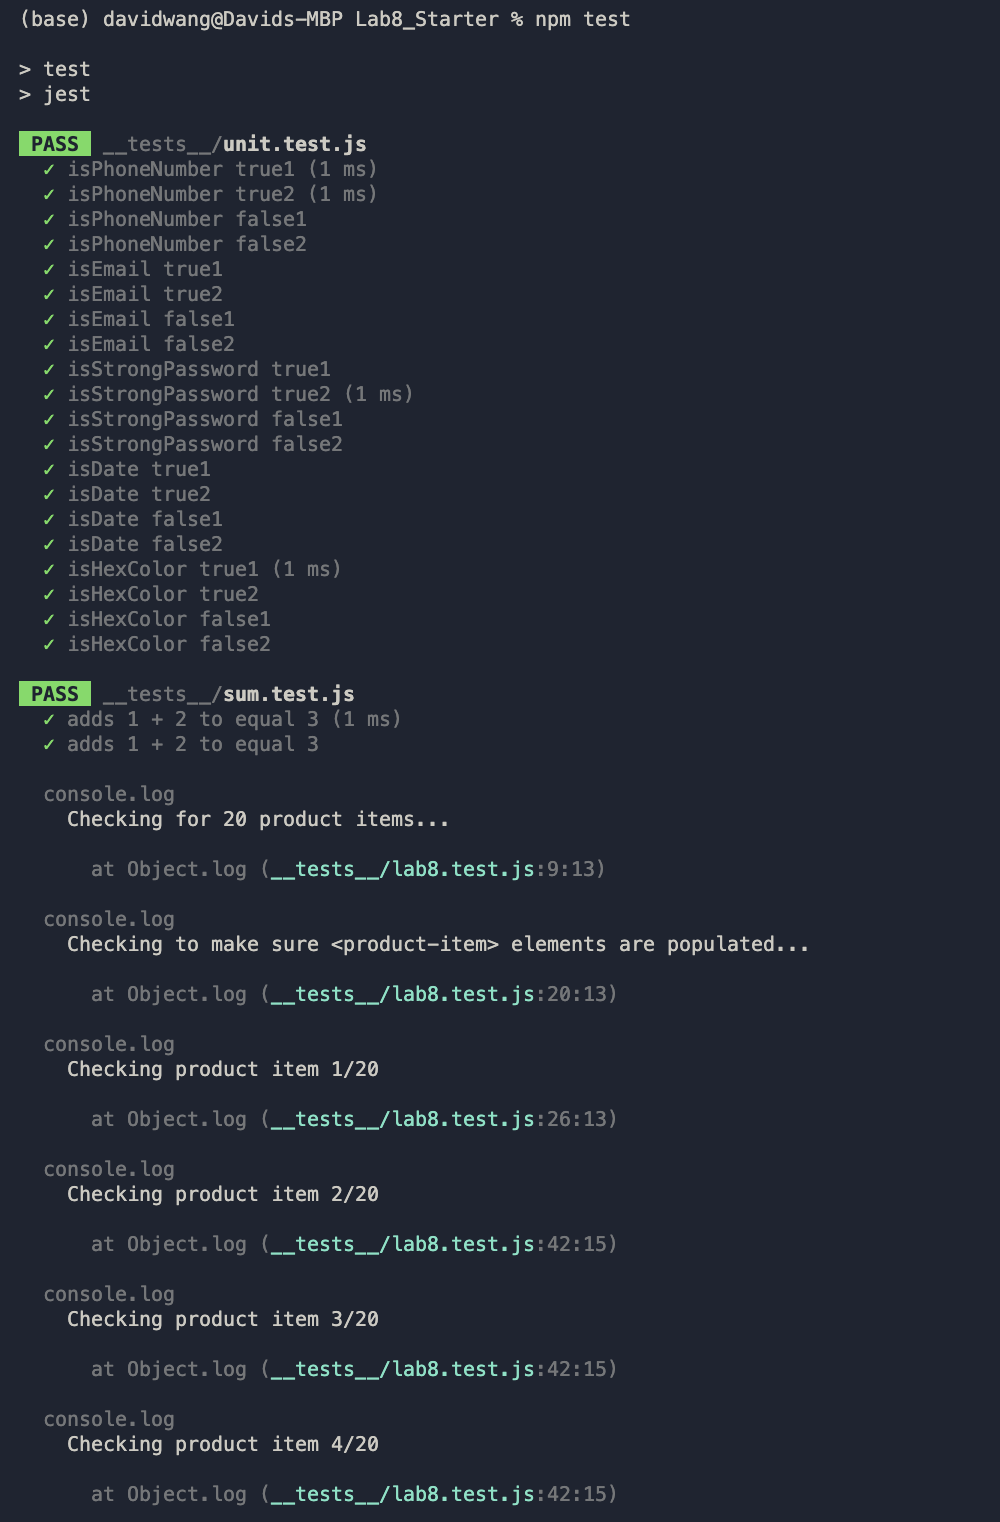 (base) davidwang@Davids-MBP Lab8_Starter % npm test
> test
> jest
PASS __tests__/unit.test.js
✓ isPhoneNumber true1 (1 ms)
✓ isPhoneNumber true2 (1 ms)
✓ isPhoneNumber false1
✓ isPhoneNumber false2
✓ isEmail true1
✓ isEmail true2
✓ isEmail false1
✓ isEmail false2
✓ isStrongPassword true1
✓ isStrongPassword true2 (1 ms)
✓ isStrongPassword false1
✓ isStrongPassword false2
✓ isDate true1
✓ isDate true2
✓ isDate false1
✓ isDate false2
✓ isHexColor true1 (1 ms)
✓ isHexColor true2
✓ isHexColor false1
✓ isHexColor false2
PASS __tests__/sum.test.js
✓ adds 1 + 2 to equal 3 (1 ms)
✓ adds 1 + 2 to equal 3
console.log
Checking for 20 product items...
at Object.log (__tests__/lab8.test.js:9:13)
console.log
Checking to make sure <product-item> elements are populated...
at Object.log (__tests__/lab8.test.js:20:13)
console.log
Checking product item 1/20
at Object.log (__tests__/lab8.test.js:26:13)
console.log
Checking product item 2/20
at Object.log (__tests__/lab8.test.js:42:15)
console.log
Checking product item 3/20
at Object.log (__tests__/lab8.test.js:42:15)
console.log
Checking product item 4/20
at Object.log (__tests__/lab8.test.js:42:15)